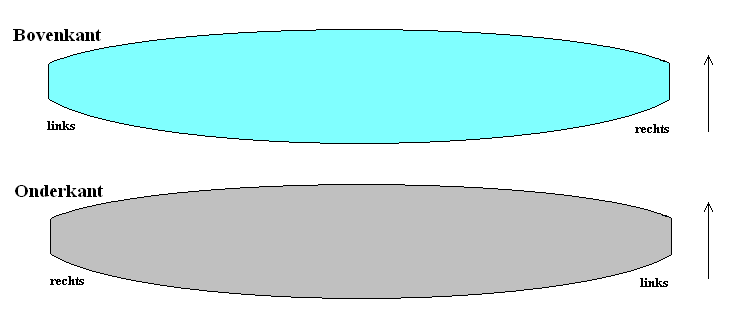 Bovenkant
links
rechts
Onderkant
rechts
links